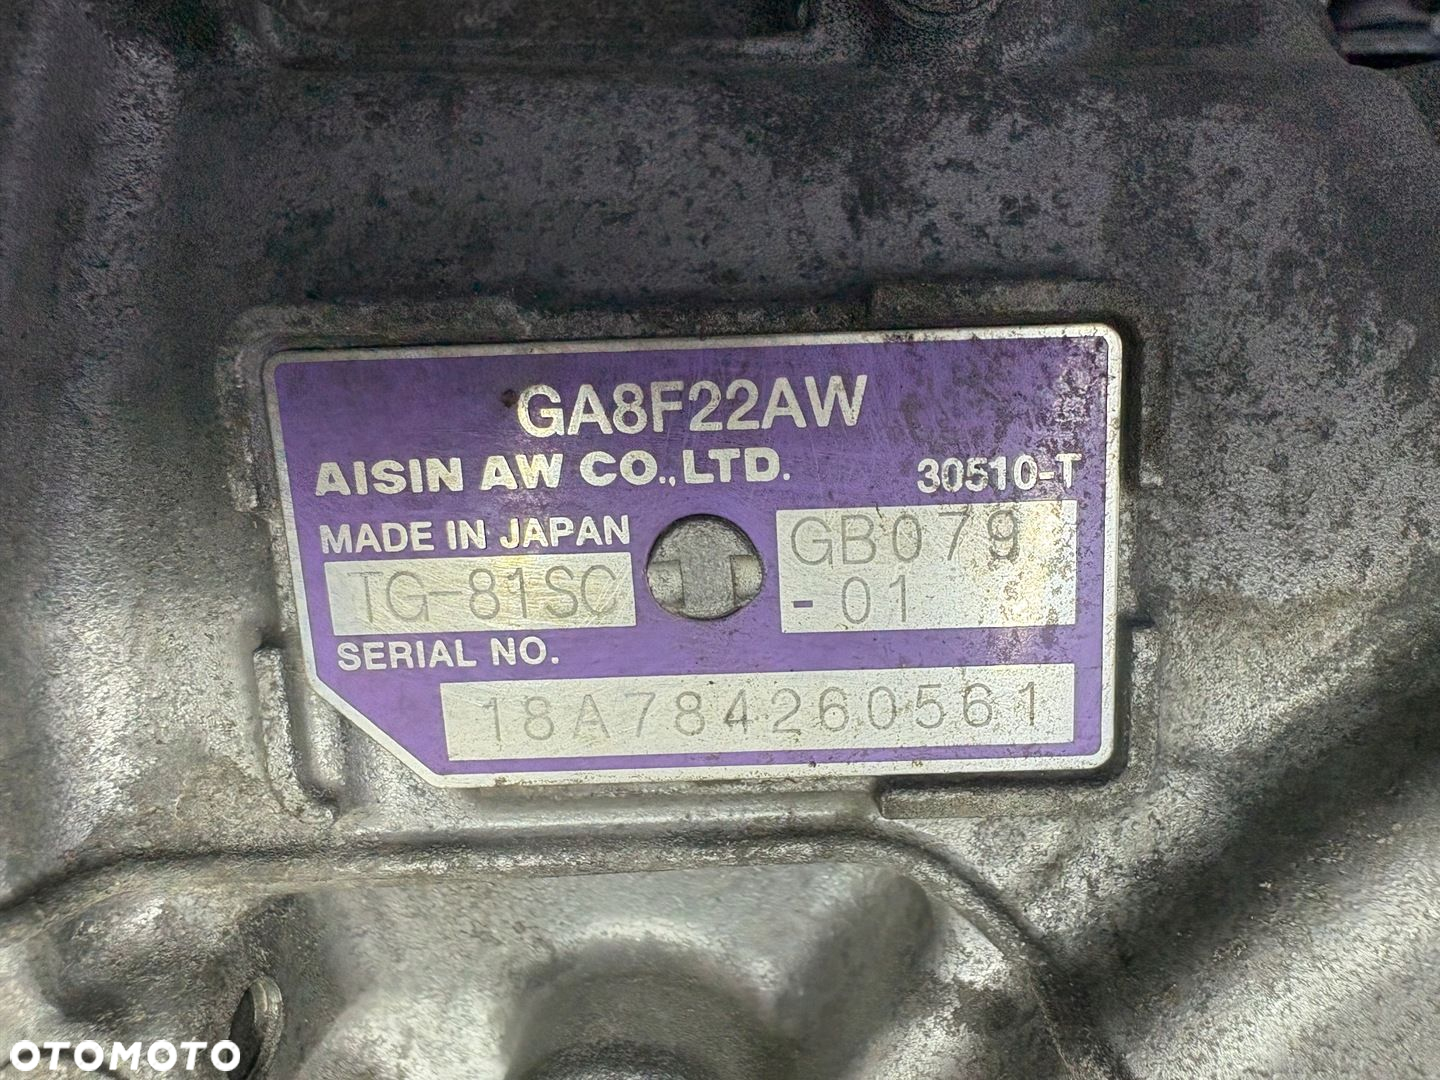 GA8F22AW
AISIN AW CO.,LTD.
30510-T
MADE IN JAPAN
GB079
TG-81SC
-01
SERIAL NO.
18A784260561
OTOMOTO